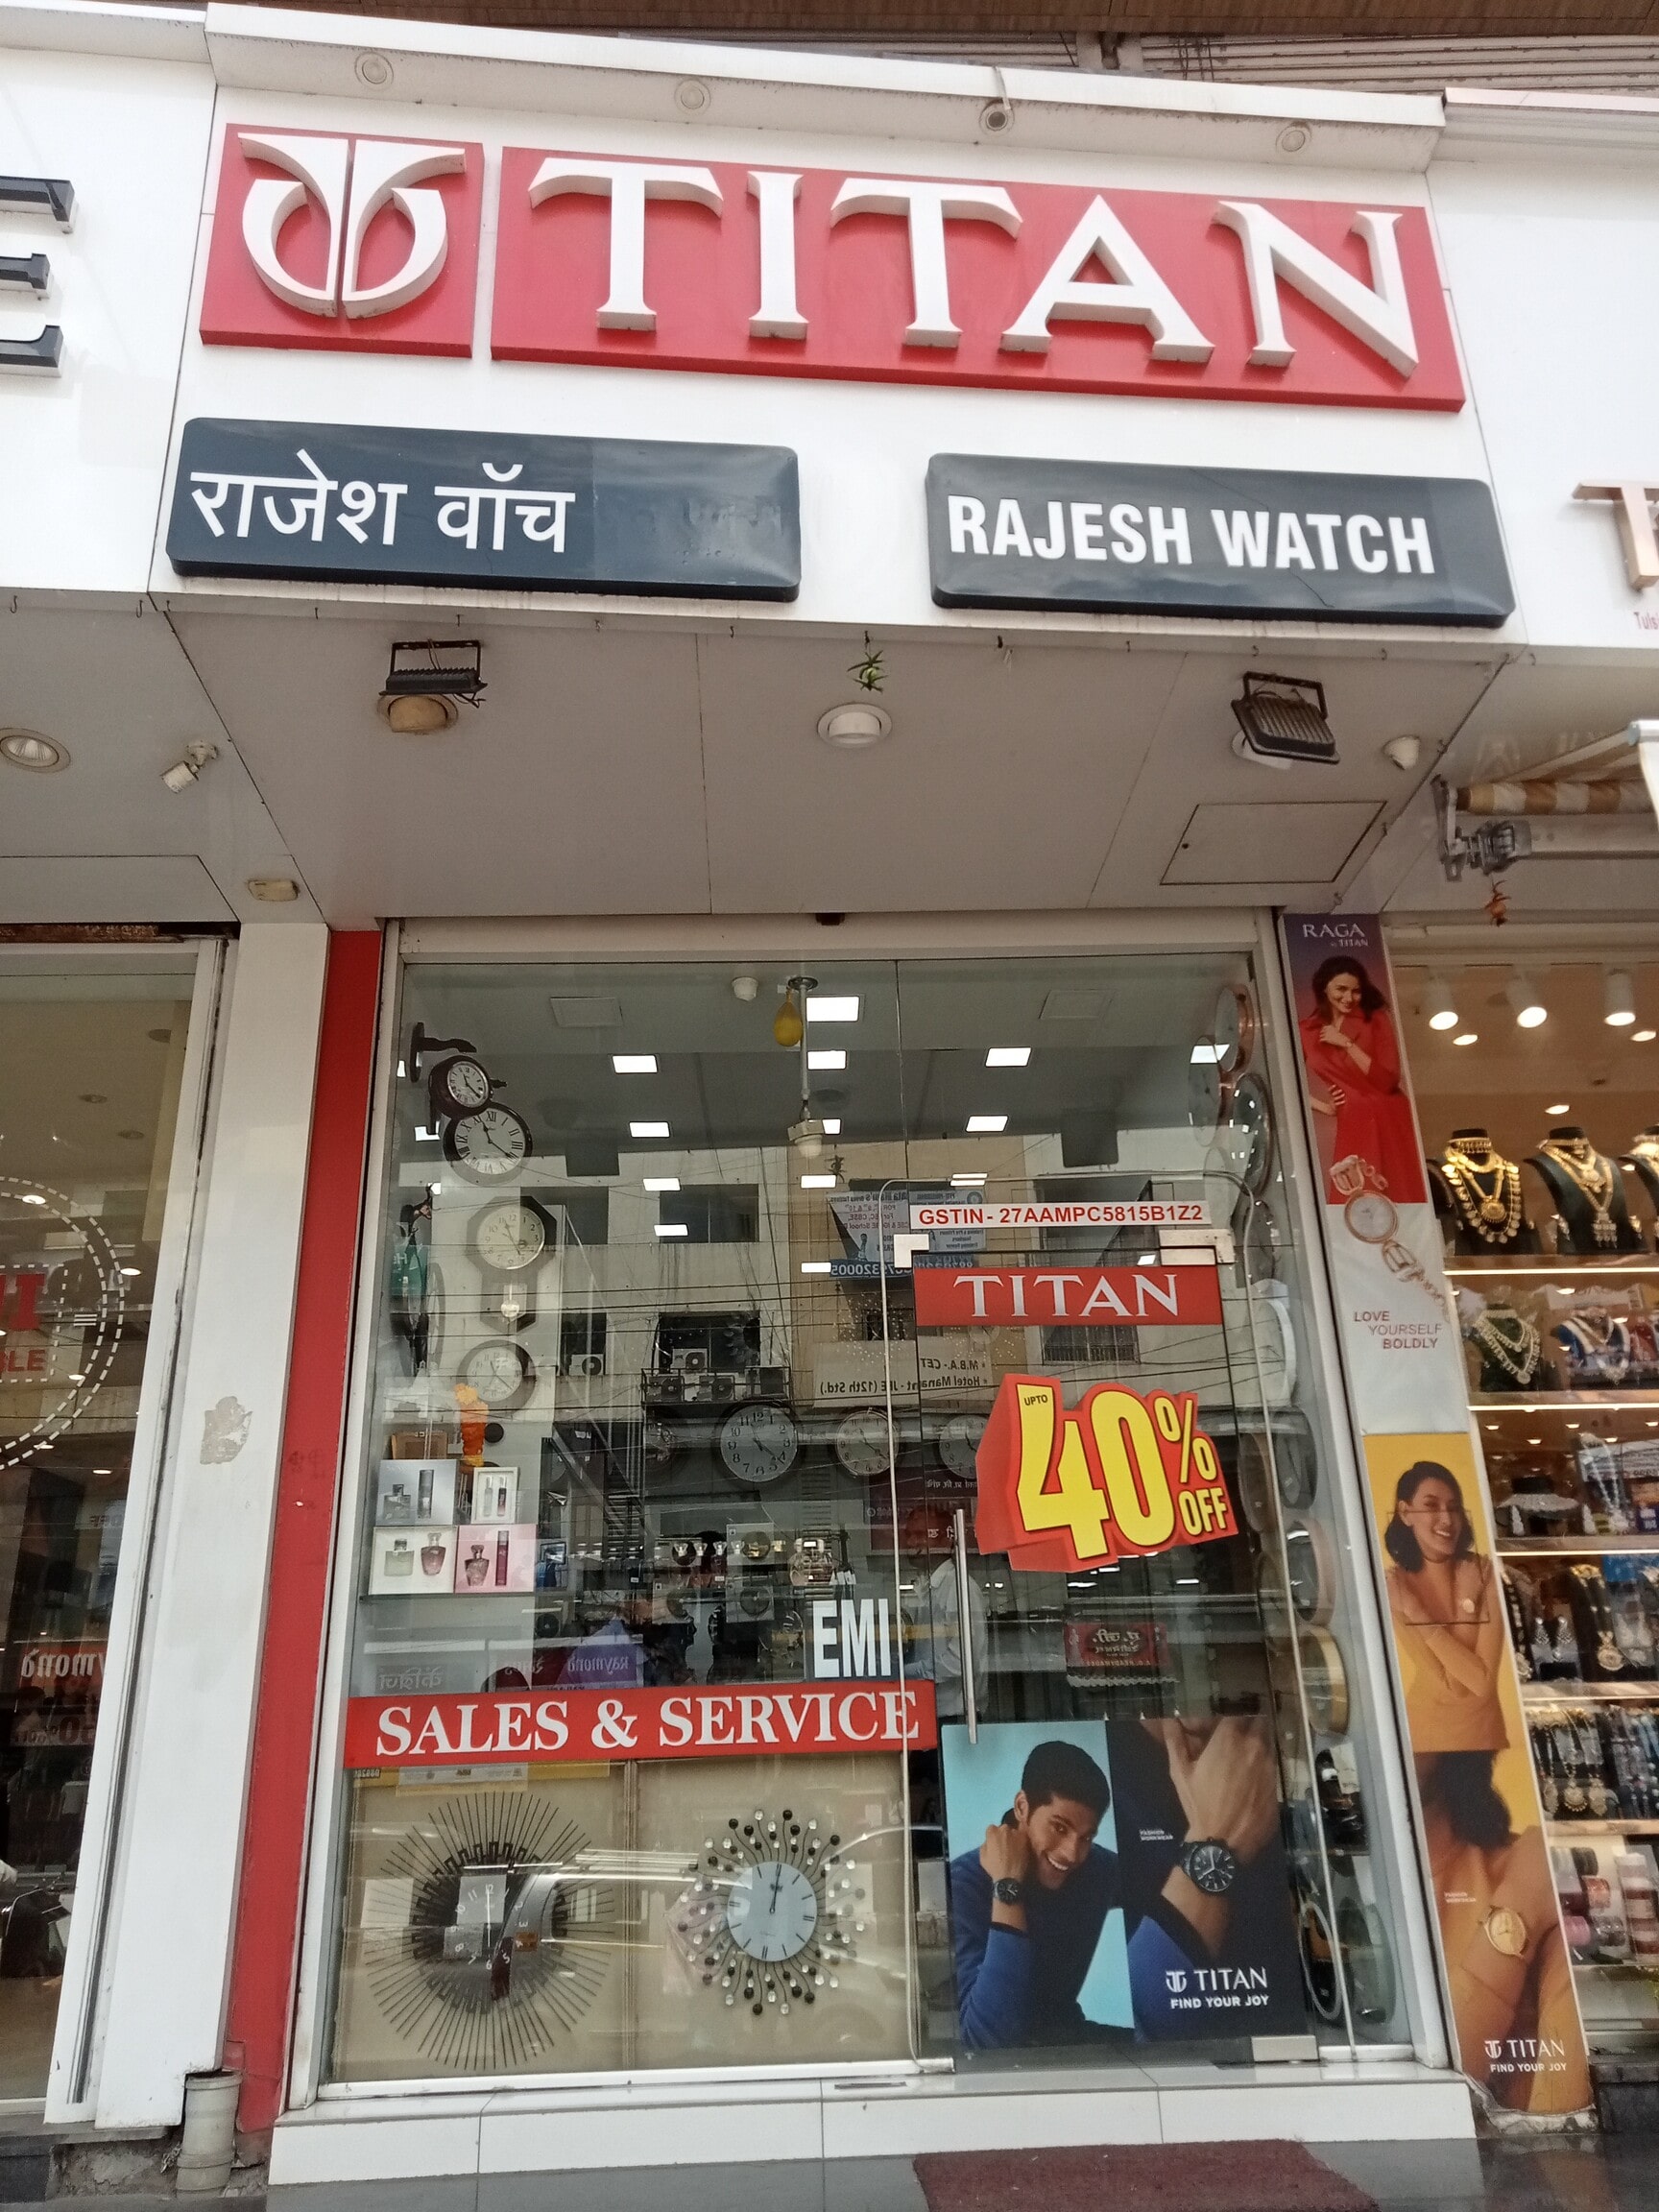 TITAN
राजेश वॉच
RAJESH WATCH
RAGA
by TITAN
GSTIN - 27AAMPC5815B1Z2
TITAN
LOVE
YOURSELF
BOLDLY
UPTO
40%
OFF
EMI
SALES & SERVICE
TITAN
FIND YOUR JOY
TITAN
FIND YOUR JOY